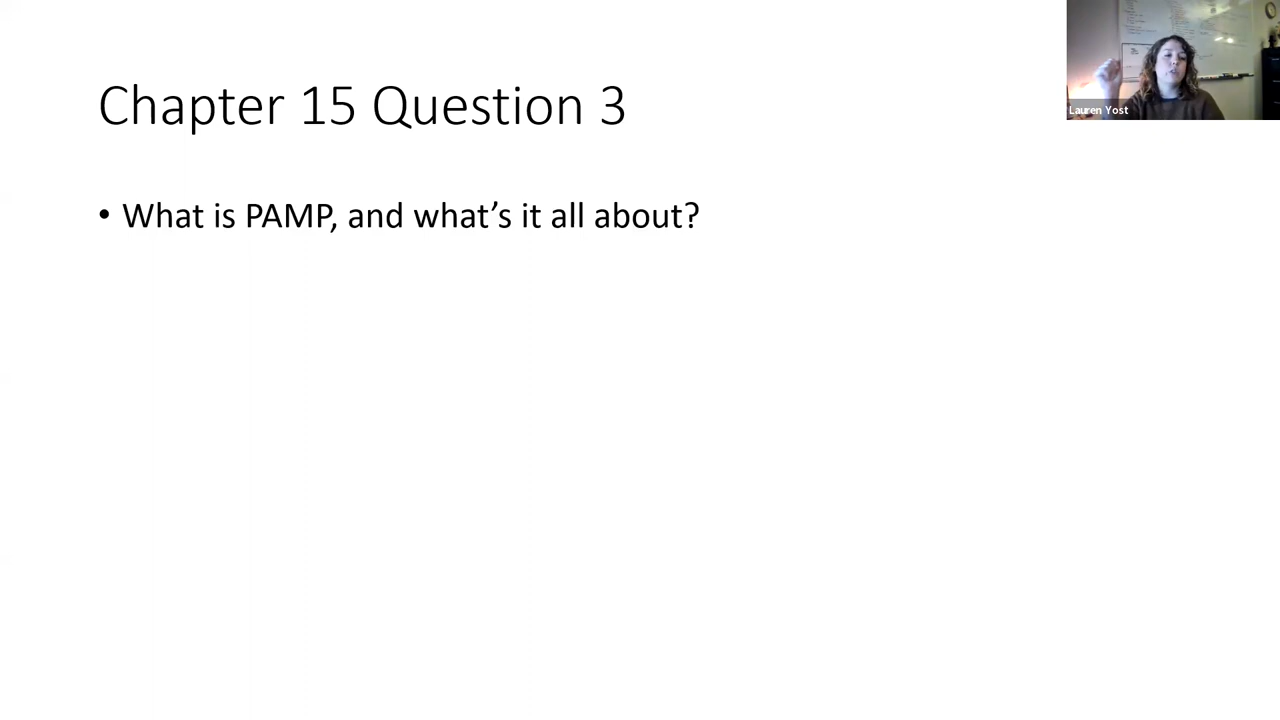 Chapter 15 Question 3
Lauren Yost
• What is PAMP, and what's it all about?